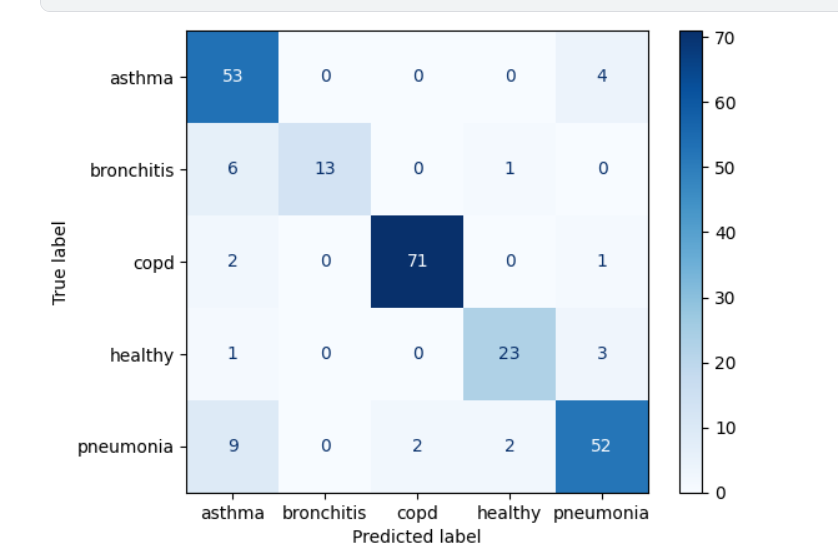 70
asthma 53 0 0 0 4
60
bronchitis 6 13 0 1 0
50
40
copd 2 0 71 0 1
True label
30
healthy 1 0 0 23 3
20
10
pneumonia 9 0 2 2 52
0
asthma bronchitis copd healthy pneumonia
Predicted label